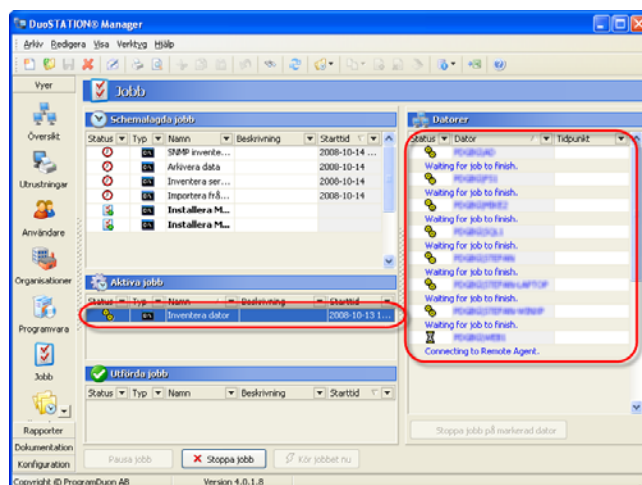 DuoSTATION® Manager
Arkiv Redigera Visa Verktyg Hjälp
Vyer
Översikt
Utrustningar
Användare
Organisationer
Programvara
Jobb
Rapporter
Dokumentation
Konfiguration
Jobb
Schemalagda jobb
Status Typ Namn Beskrivning Starttid
SNMP invente... 2008-10-14 ...
Arkivera data 2008-10-14
Inventera ser... 2008-10-14
Importera frå... 2008-10-14
Installera M...
Installera M...
Aktiva jobb
Status Typ Namn Beskrivning Starttid
Inventera dator 2008-10-13 1...
Utförda jobb
Status Typ Namn Beskrivning Starttid
Pausa jobb Stoppa jobb Kör jobbet nu
Datorer
Status Dator Tidpunkt
Waiting for job to finish.
Waiting for job to finish.
Waiting for job to finish.
Waiting for job to finish.
Waiting for job to finish.
Waiting for job to finish.
Waiting for job to finish.
Connecting to Remote Agent.
Stoppa jobb på markerad dator
Copyright © ProgramDuon AB Version 4.0.1.8